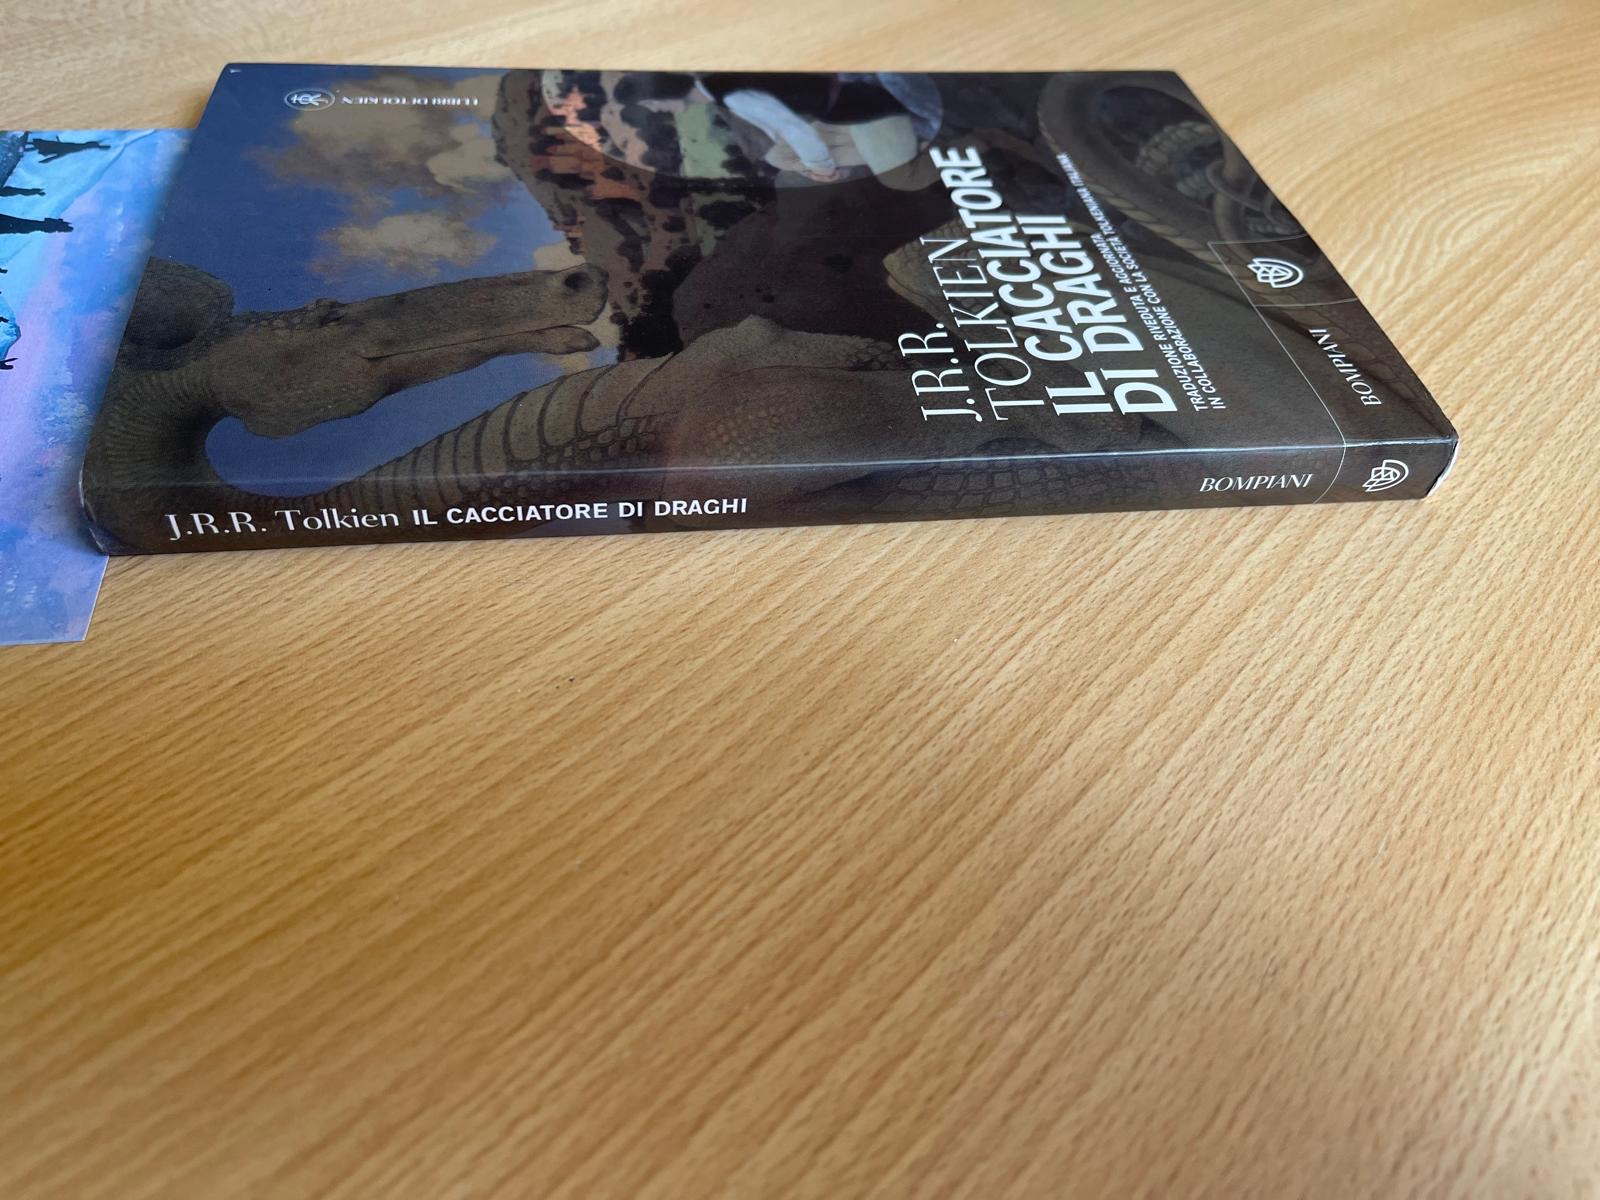 I LIBRI DI TOLKIEN
J.R.R.
TOLKIEN
IL CACCIATORE
DI DRAGHI
TRADUZIONE RIVEDUTA E AGGIORNATA
IN COLLABORAZIONE CON LA SOCIETÀ TOLKIENIANA ITALIANA
BOMPIANI
J.R.R. Tolkien IL CACCIATORE DI DRAGHI
BOMPIANI